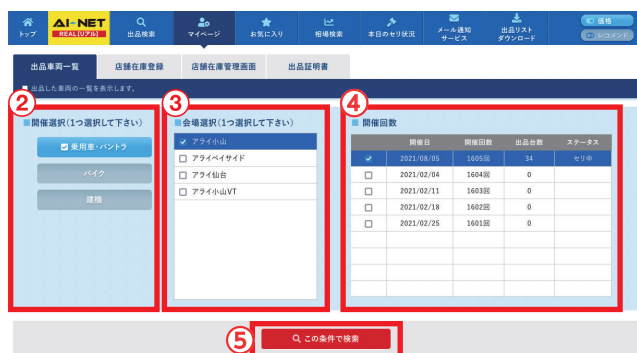 トップ
AI-NET
REAL(リアル)
出品検索
マイページ
お気に入り
相場検索
本日のセリ状況
メール通知
サービス
出品リスト
ダウンロード
価格
レコメンド
出品車両一覧 店舗在庫登録 店舗在庫管理画面 出品証明書
出品した車両の一覧を表示します。
② ③ ④
開催選択(1つ選択して下さい)
乗用車・バントラ
バイク
建機
会場選択(1つ選択して下さい)
アライ小山
アライベイサイド
アライ仙台
アライ小山VT
開催回数
開催日 開催回数 出品台数 ステータス
2021/08/05 1605回 34 セリ中
2021/02/04 1604回 0
2021/02/11 1603回 0
2021/02/18 1602回 0
2021/02/25 1601回 0
⑤ この条件で検索